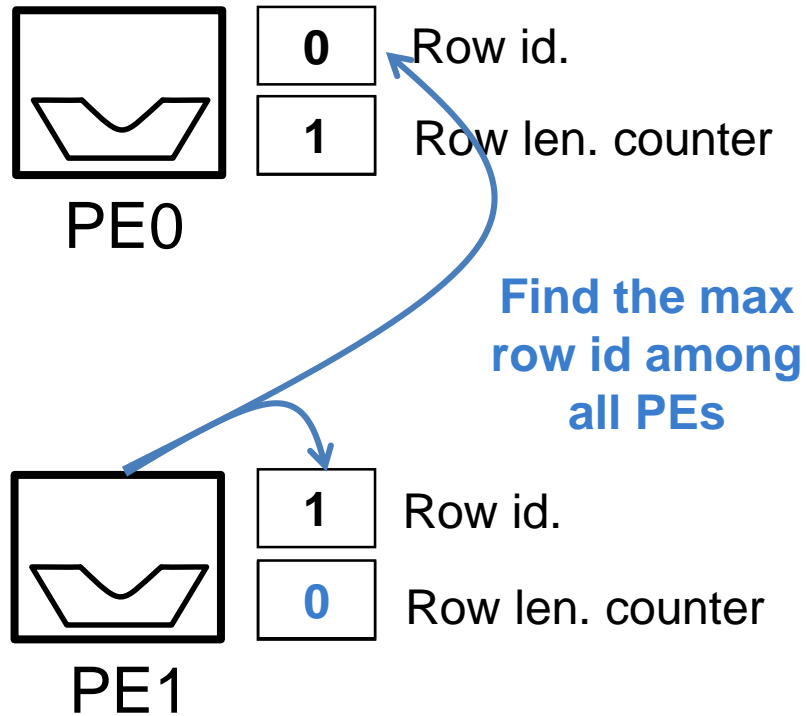 0 Row id.
1 Row len. counter
PE0
Find the max
row id among
all PEs
1 Row id.
0 Row len. counter
PE1